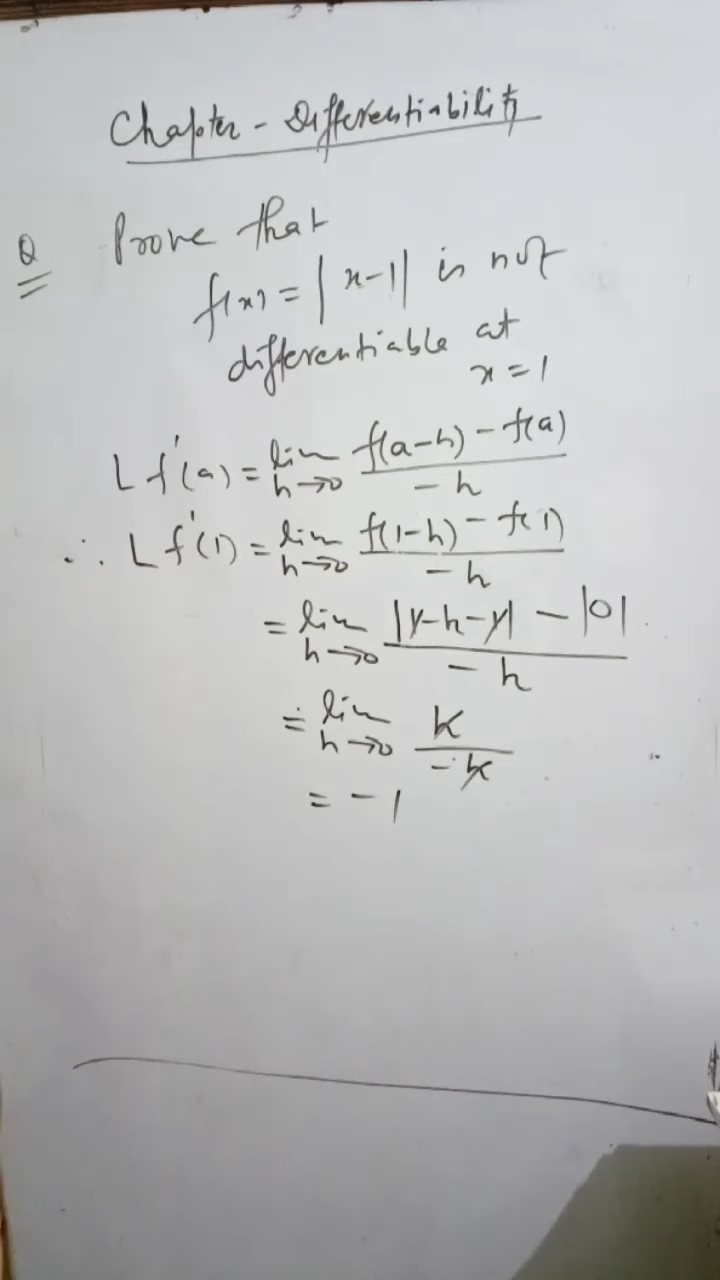 Chapter - Differentiability
Q Prove that
f(x) = |x-1| is not
differentiable at
x = 1
Lf'(a) = lim h→0 f(a-h) - f(a) / -h
∴ Lf'(1) = lim h→0 f(1-h) - f(1) / -h
= lim h→0 |1-h-1| - |0| / -h
= lim h→0 h / -h
= -1